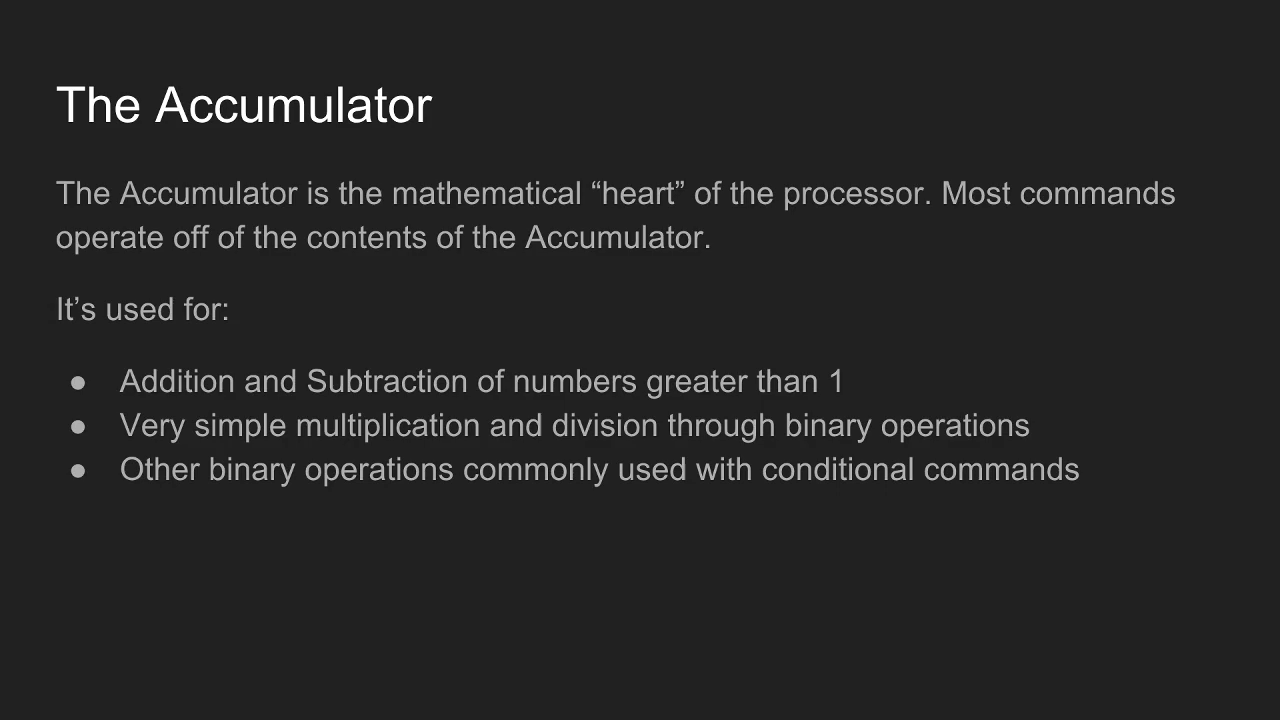 The Accumulator
The Accumulator is the mathematical “heart” of the processor. Most commands
operate off of the contents of the Accumulator.
It’s used for:
● Addition and Subtraction of numbers greater than 1
● Very simple multiplication and division through binary operations
● Other binary operations commonly used with conditional commands